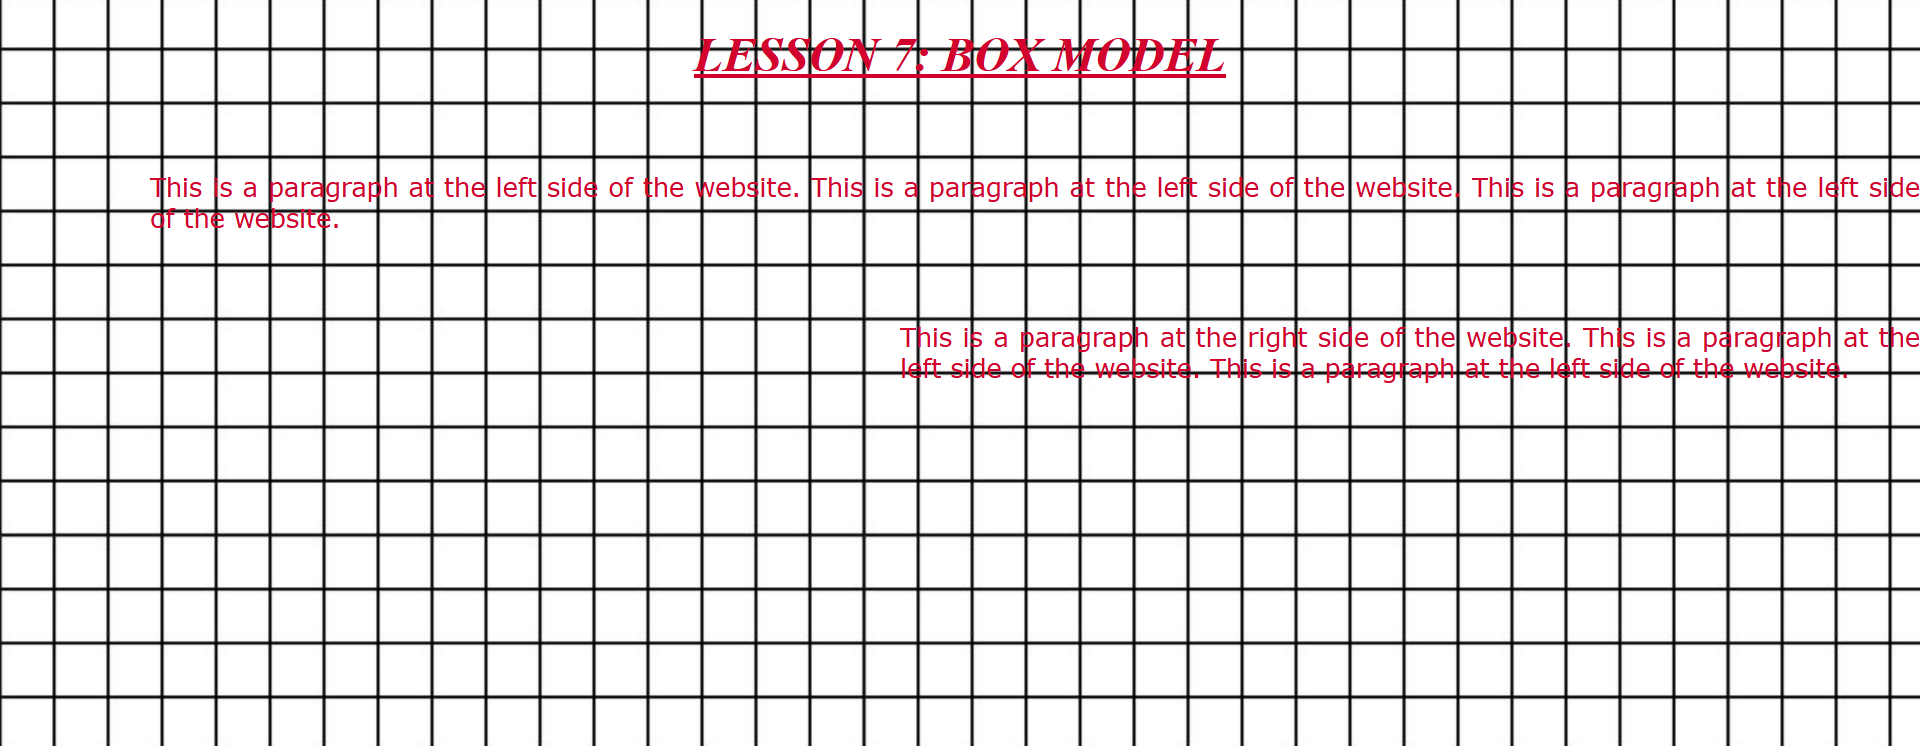 LESSON 7: BOX MODEL
This is a paragraph at the left side of the website. This is a paragraph at the left side of the website. This is a paragraph at the left side
of the website.
This is a paragraph at the right side of the website. This is a paragraph at the
left side of the website. This is a paragraph at the left side of the website.